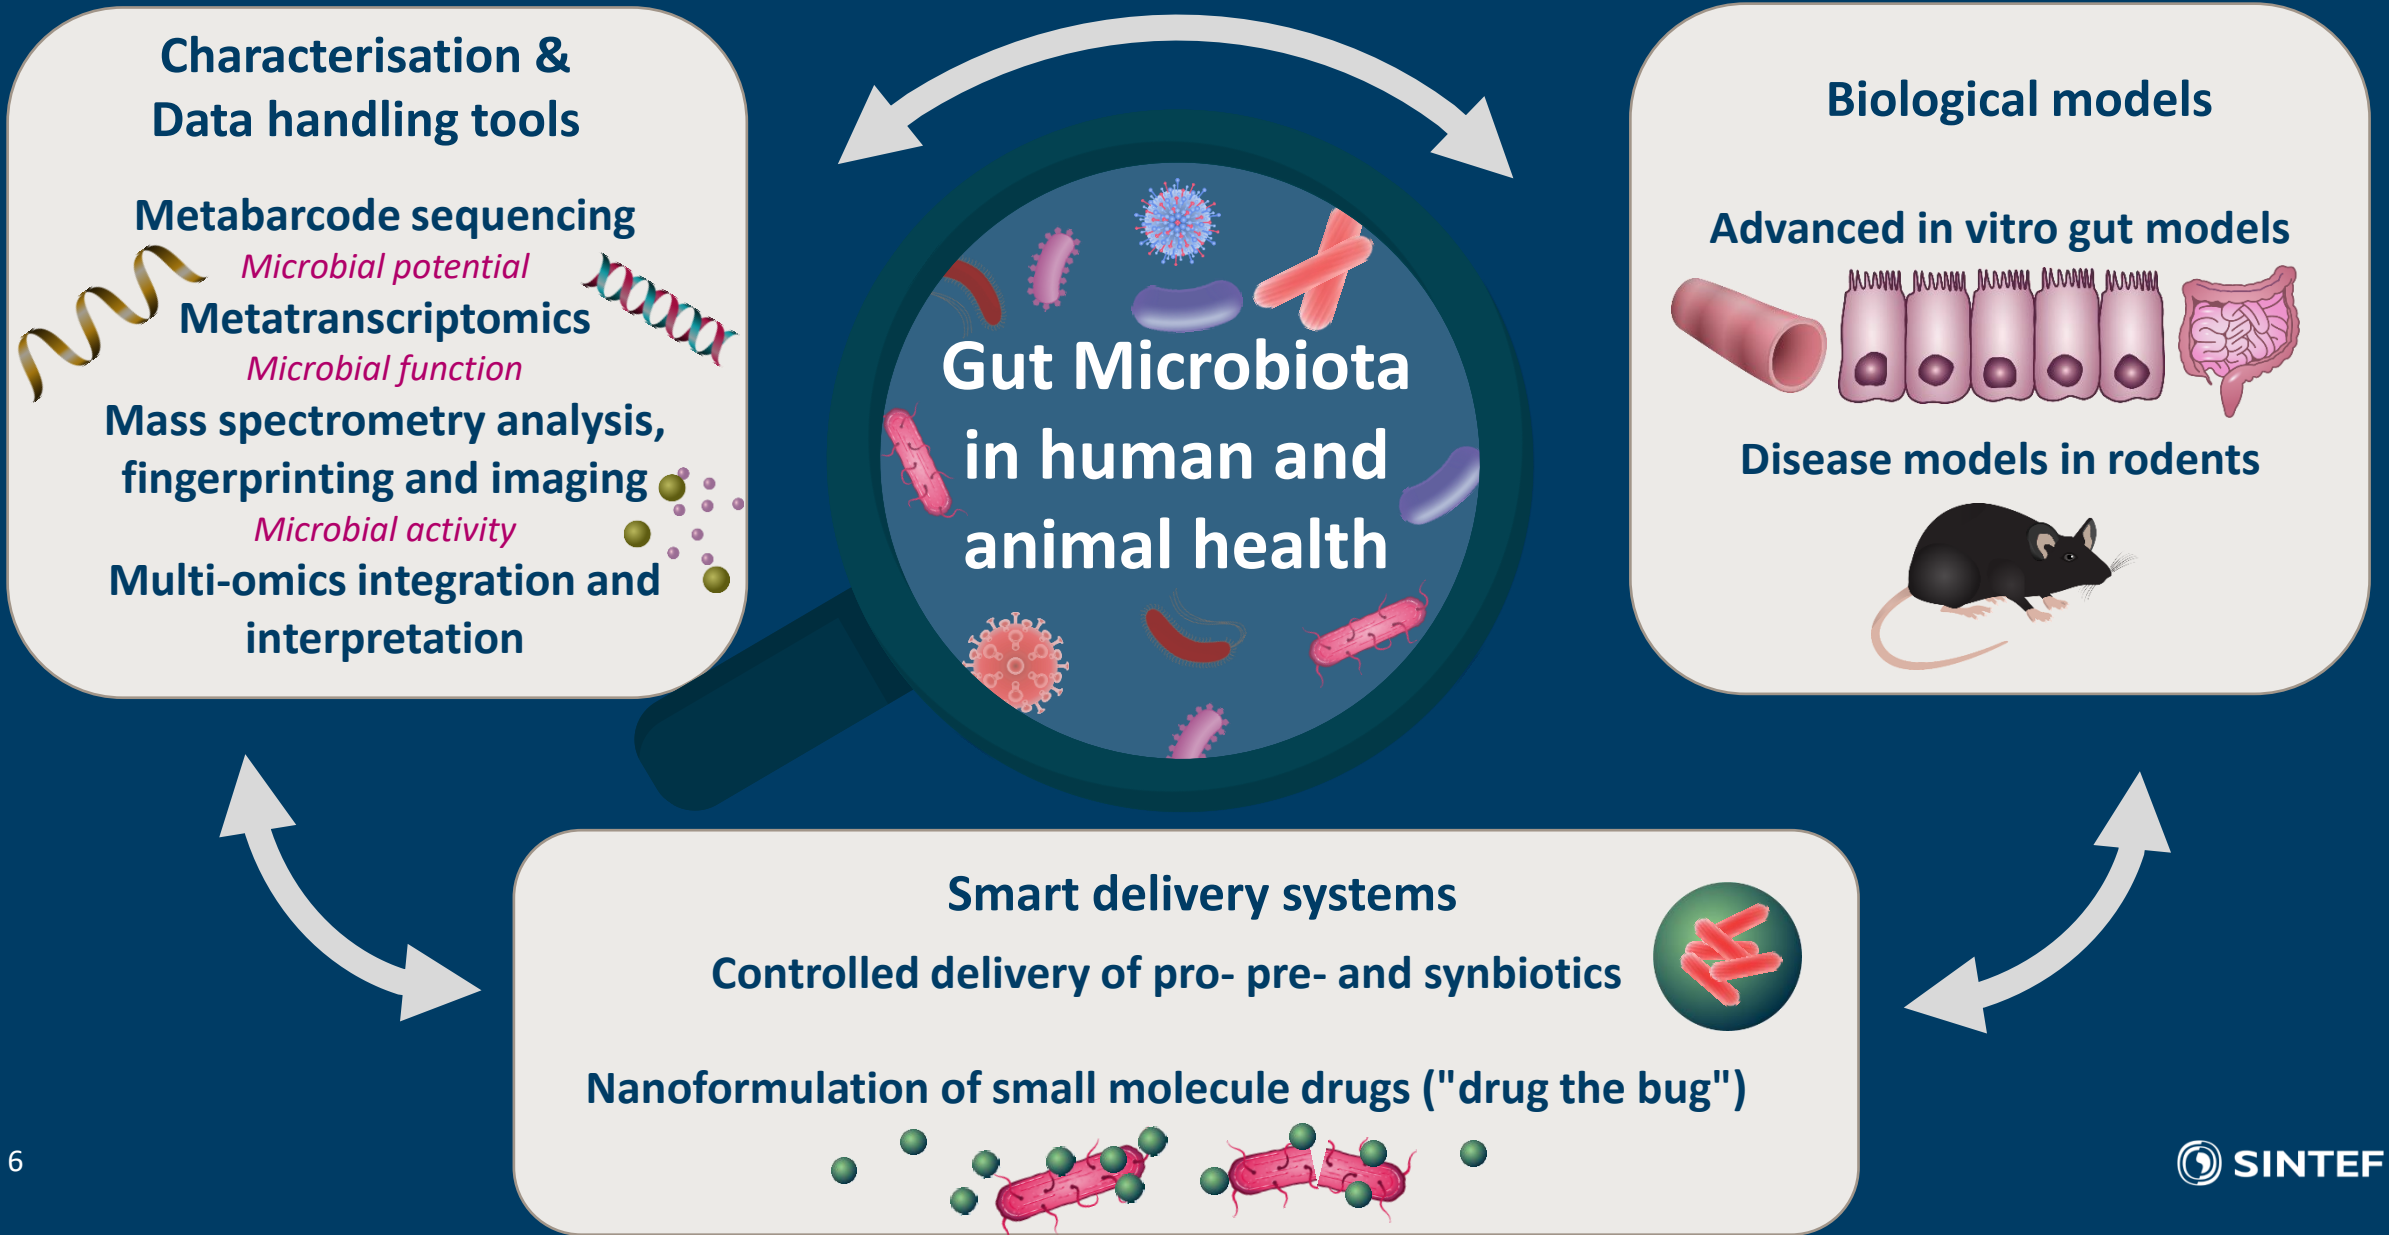 Characterisation &
Data handling tools
Metabarcode sequencing
Microbial potential
Metatranscriptomics
Microbial function
Mass spectrometry analysis,
fingerprinting and imaging
Microbial activity
Multi-omics integration and
interpretation
Gut Microbiota
in human and
animal health
Biological models
Advanced in vitro gut models
Disease models in rodents
Smart delivery systems
Controlled delivery of pro- pre- and synbiotics
Nanoformulation of small molecule drugs ("drug the bug")
6
SINTEF